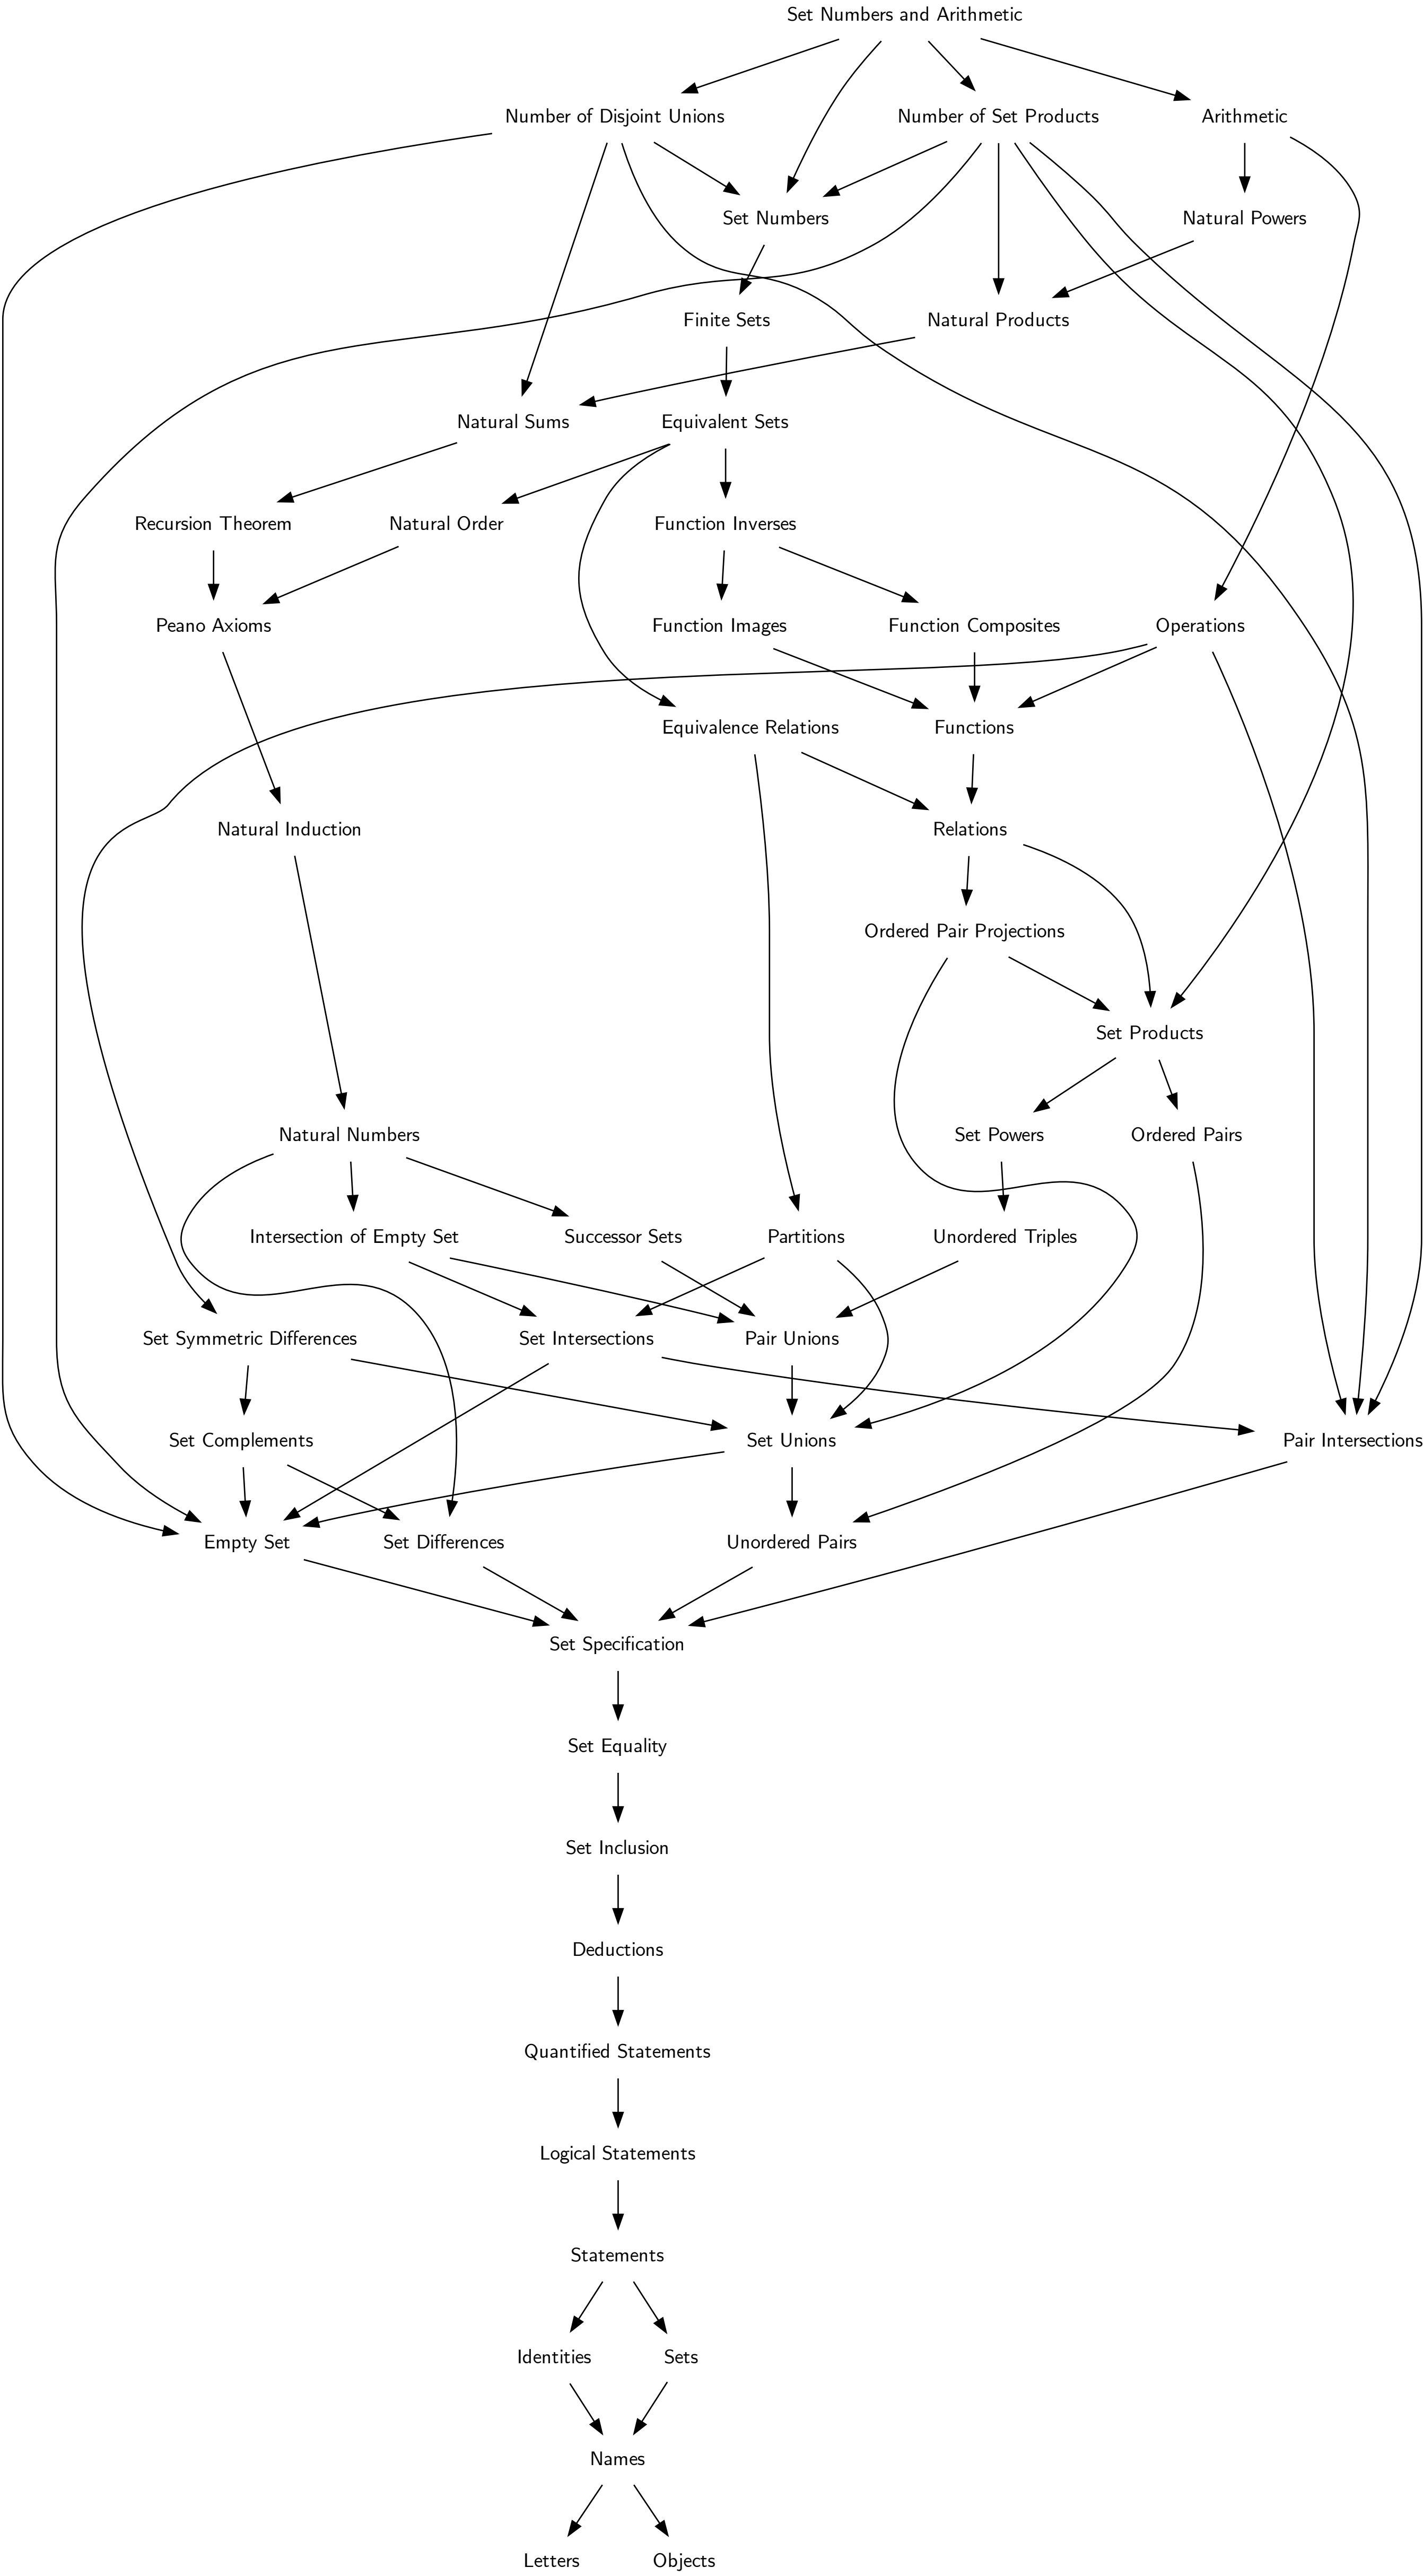 Set Numbers and Arithmetic
Number of Disjoint Unions
Number of Set Products
Arithmetic
Set Numbers
Natural Powers
Finite Sets
Natural Products
Natural Sums
Equivalent Sets
Recursion Theorem
Natural Order
Function Inverses
Peano Axioms
Function Images
Function Composites
Operations
Equivalence Relations
Functions
Natural Induction
Relations
Ordered Pair Projections
Set Products
Natural Numbers
Set Powers
Ordered Pairs
Intersection of Empty Set
Successor Sets
Partitions
Unordered Triples
Set Symmetric Differences
Set Intersections
Pair Unions
Set Complements
Set Unions
Pair Intersections
Empty Set
Set Differences
Unordered Pairs
Set Specification
Set Equality
Set Inclusion
Deductions
Quantified Statements
Logical Statements
Statements
Identities
Sets
Names
Letters
Objects